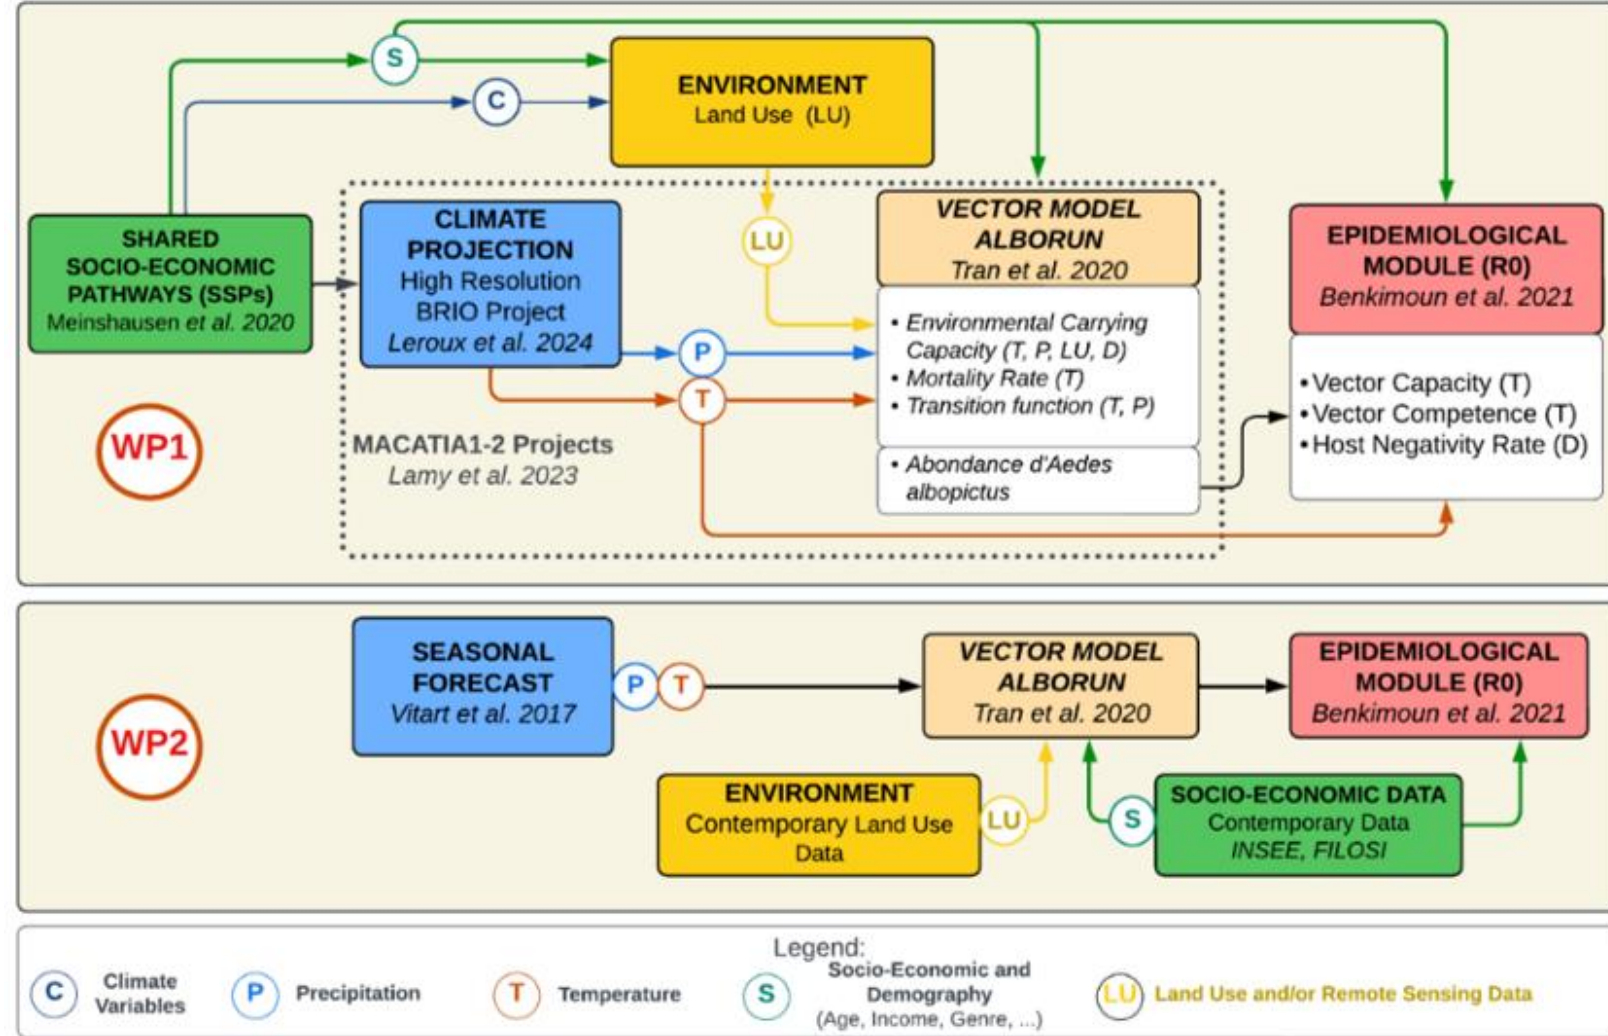 S
C
ENVIRONMENT
Land Use (LU)
SHARED
SOCIO-ECONOMIC
PATHWAYS (SSPs)
Meinshausen et al. 2020
CLIMATE
PROJECTION
High Resolution
BRIO Project
Leroux et al. 2024
LU
P
T
VECTOR MODEL
ALBORUN
Tran et al. 2020
• Environmental Carrying
Capacity (T, P, LU, D)
• Mortality Rate (T)
• Transition function (T, P)
• Abondance d'Aedes
albopictus
EPIDEMIOLOGICAL
MODULE (R0)
Benkimoun et al. 2021
• Vector Capacity (T)
• Vector Competence (T)
• Host Negativity Rate (D)
WP1
MACATIA1-2 Projects
Lamy et al. 2023
WP2
SEASONAL
FORECAST
Vitart et al. 2017
P
T
VECTOR MODEL
ALBORUN
Tran et al. 2020
EPIDEMIOLOGICAL
MODULE (R0)
Benkimoun et al. 2021
ENVIRONMENT
Contemporary Land Use
Data
LU
S
SOCIO-ECONOMIC DATA
Contemporary Data
INSEE, FILOSI
Legend:
C
Climate
Variables
P
Precipitation
T
Temperature
S
Socio-Economic and
Demography
(Age, Income, Genre, ...)
LU
Land Use and/or Remote Sensing Data